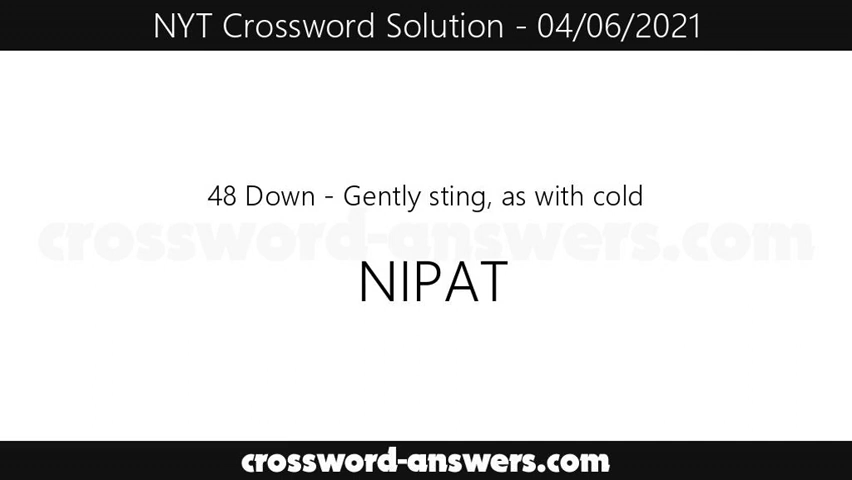 NYT Crossword Solution - 04/06/2021
48 Down - Gently sting, as with cold
crossword-answers.com
NIPAT
crossword-answers.com